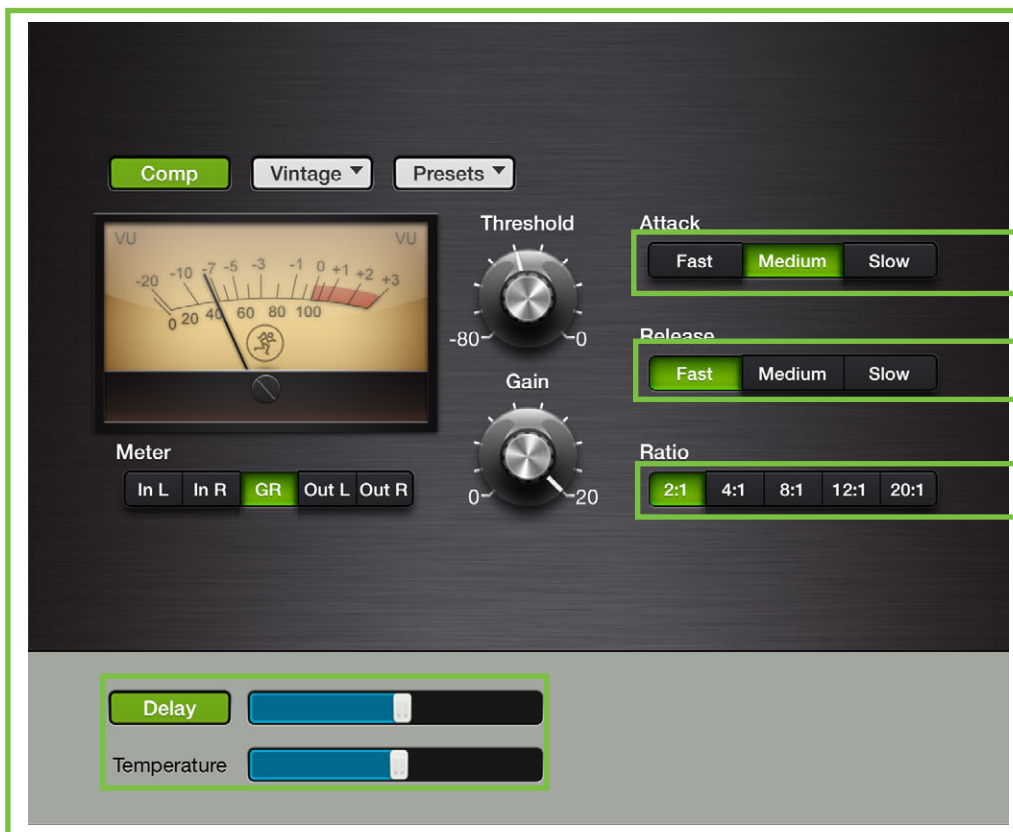 Comp Vintage Presets
VU VU
-20 -10 -7 -5 -3 -1 0 +1 +2 +3
0 20 40 60 80 100
Meter
In L In R GR Out L Out R
Threshold
-80 0
Gain
0 20
Attack
Fast Medium Slow
Release
Fast Medium Slow
Ratio
2:1 4:1 8:1 12:1 20:1
Delay
Temperature